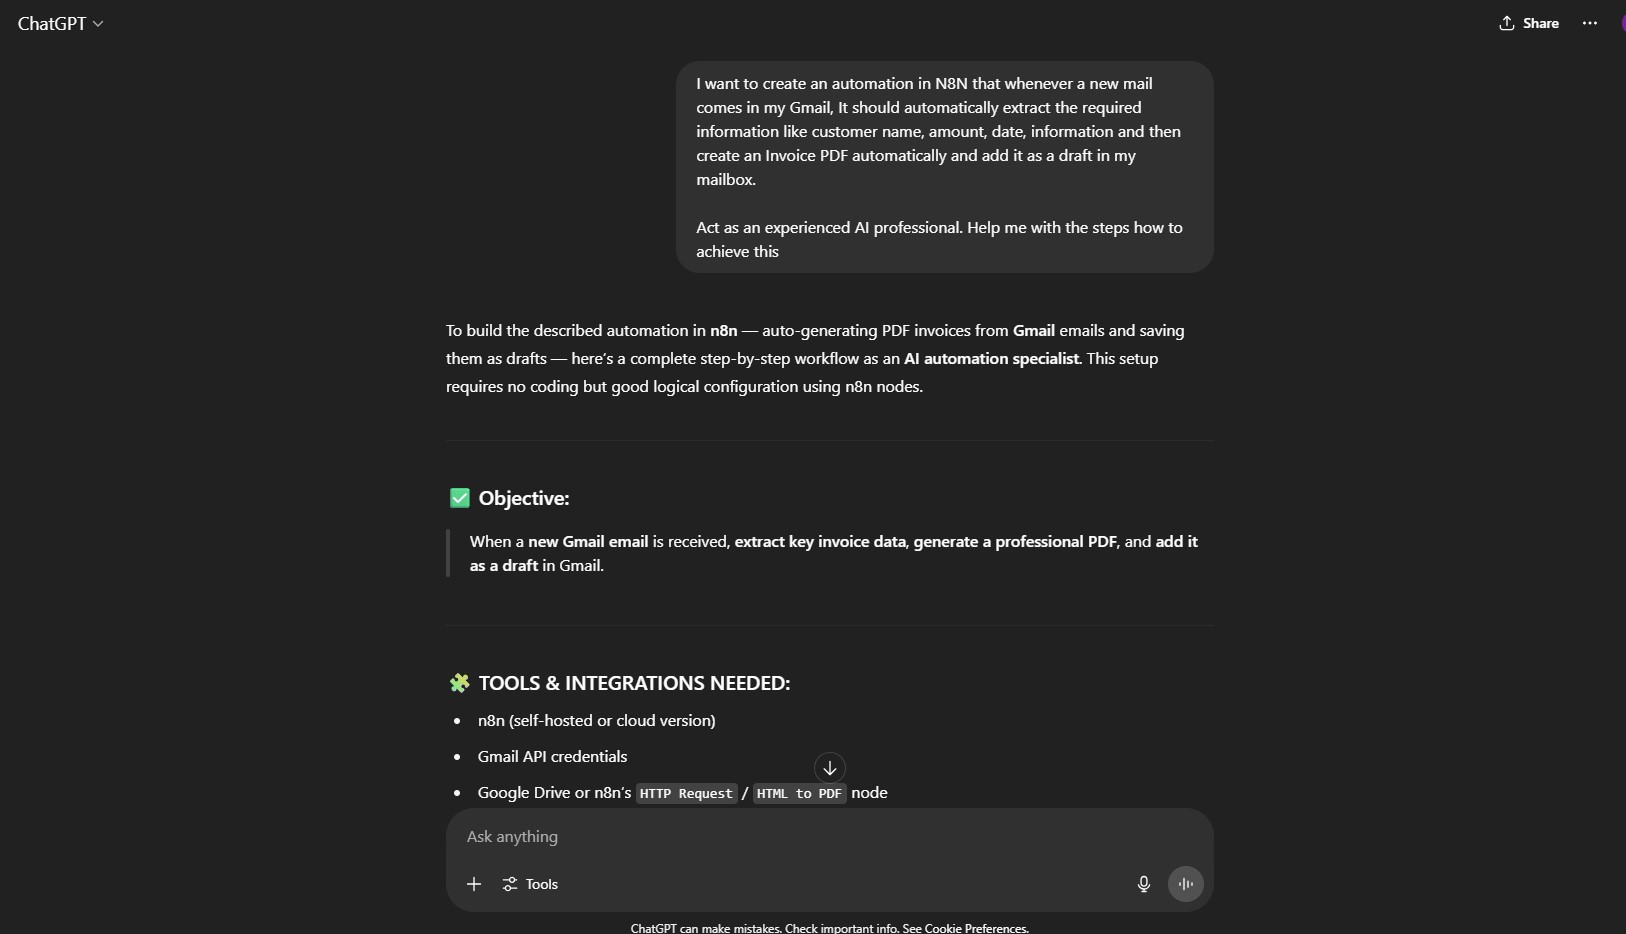 ChatGPT
Share
I want to create an automation in N8N that whenever a new mail
comes in my Gmail, It should automatically extract the required
information like customer name, amount, date, information and then
create an Invoice PDF automatically and add it as a draft in my
mailbox.
Act as an experienced AI professional. Help me with the steps how to
achieve this
To build the described automation in n8n — auto-generating PDF invoices from Gmail emails and saving
them as drafts — here’s a complete step-by-step workflow as an AI automation specialist. This setup
requires no coding but good logical configuration using n8n nodes.
✅ Objective:
When a new Gmail email is received, extract key invoice data, generate a professional PDF, and add it
as a draft in Gmail.
🧩 TOOLS & INTEGRATIONS NEEDED:
• n8n (self-hosted or cloud version)
• Gmail API credentials
• Google Drive or n8n’s HTTP Request / HTML to PDF node
Ask anything
Tools
ChatGPT can make mistakes. Check important info. See Cookie Preferences.